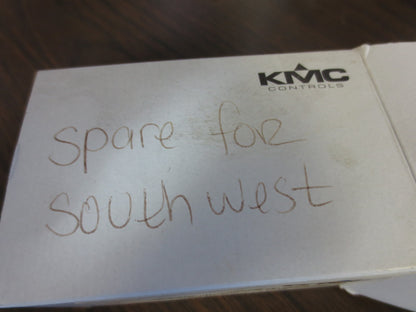 KMC
CONTROLS
spare for
southwest